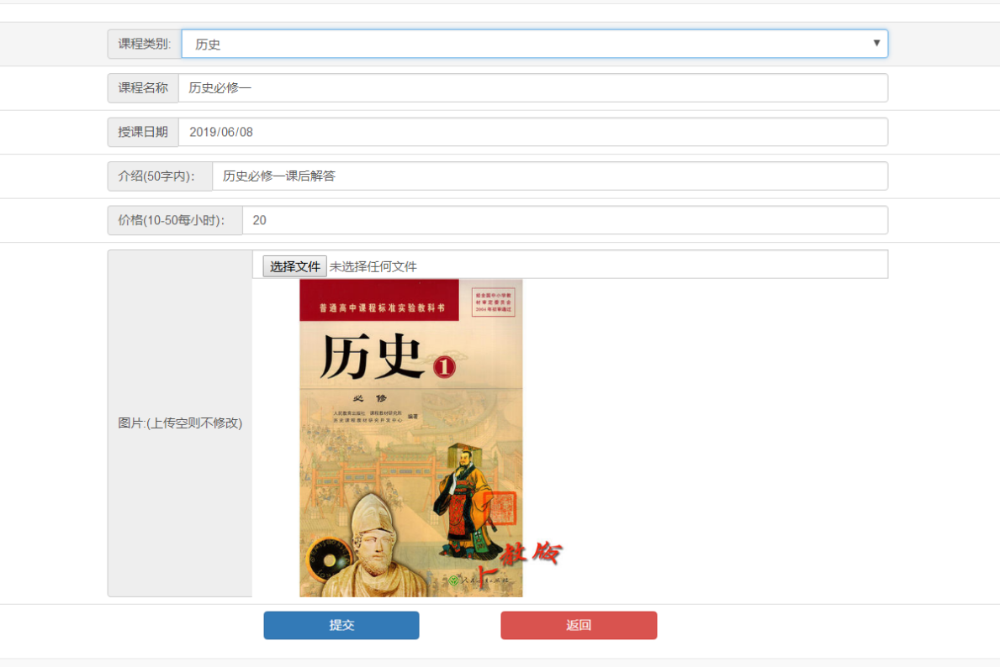 课程类别:
历史
课程名称
历史必修一
授课日期
2019/06/08
介绍(50字内):
历史必修一课后解答
价格(10-50每小时):
20
图片:(上传空则不修改)
选择文件 未选择任何文件
普通高中课程标准实验教科书
经全国中小学教
材审定委员会
2004年初审通过
历史1
必修
人民教育出版社 课程教材研究所
历史课程教材研究开发中心
编著
人教版
提交
返回